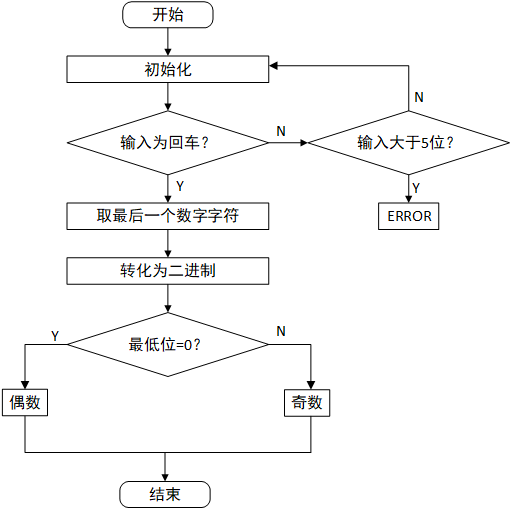 开始
初始化
N
输入为回车？
N
输入大于5位？
Y
Y
取最后一个数字字符
ERROR
转化为二进制
Y
最低位=0？
N
偶数
奇数
结束